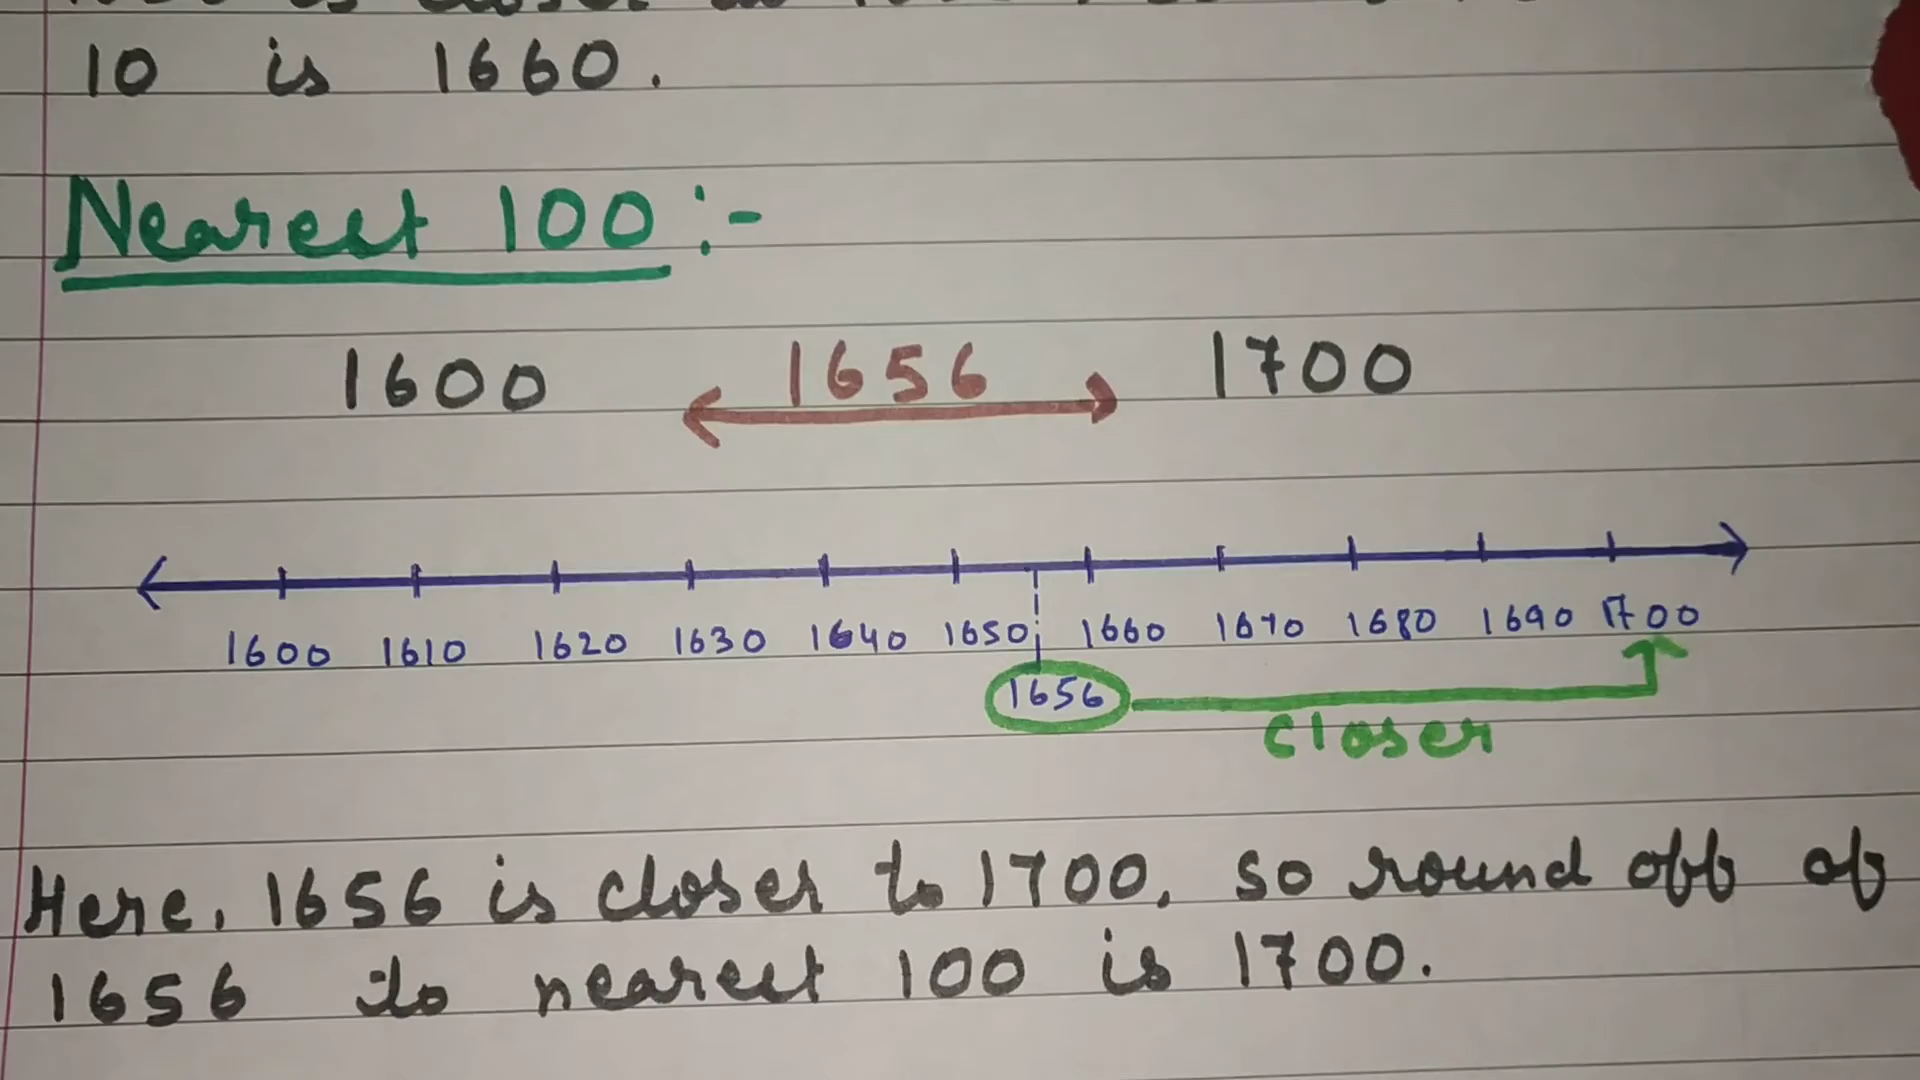 10 is 1660.
Nearest 100 :-
1600 1656 1700
1600 1610 1620 1630 1640 1650 1660 1670 1680 1690 1700
1656
closer
Here, 1656 is closer to 1700, so round off of
1656 to nearest 100 is 1700.